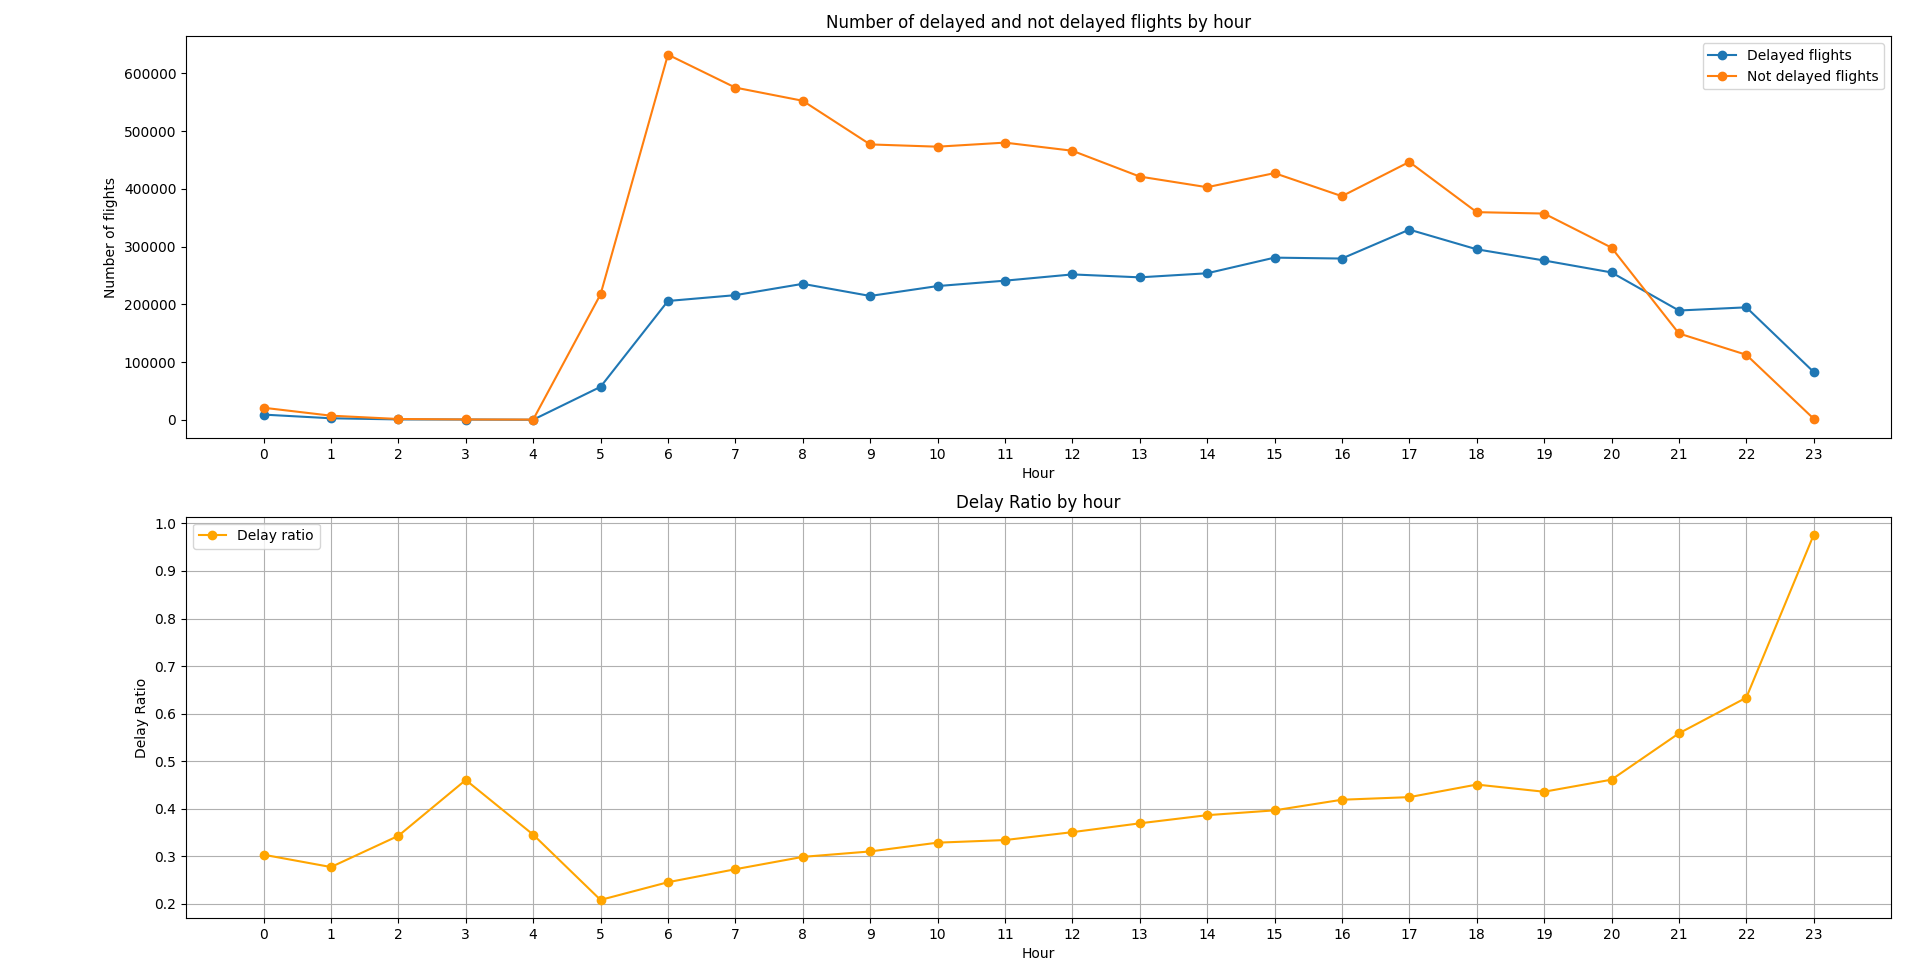 Number of delayed and not delayed flights by hour
Delayed flights
Not delayed flights
600000
500000
400000
300000
200000
100000
0
Number of flights
0 1 2 3 4 5 6 7 8 9 10 11 12 13 14 15 16 17 18 19 20 21 22 23
Hour
Delay Ratio by hour
Delay ratio
1.0
0.9
0.8
0.7
0.6
0.5
0.4
0.3
0.2
Delay Ratio
0 1 2 3 4 5 6 7 8 9 10 11 12 13 14 15 16 17 18 19 20 21 22 23
Hour